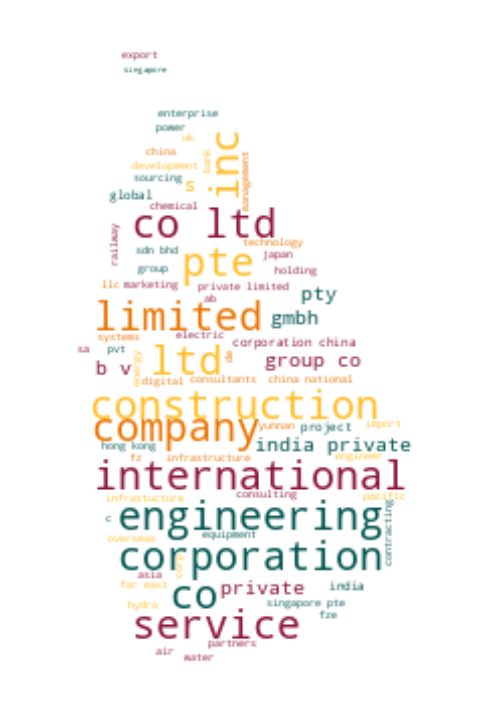 export
singapore
enterprise
power
uk
inc
china
bank
management
development
sourcing
s
global
chemical
co ltd
railway
technology
sdn bhd
pte
japan
group
holding
llc
marketing
private limited
pty
ab
limited
gmbh
systems
electric
corporation china
sa
pvt
ltd
de
group co
b v
energy
digital
consultants
china national
construction
company
yunnan
project
import
hong kong
india private
fz
infrastructure
engineer
international
infrastucture
consulting
pacific
c
engineering
contracting
overseas
equipment
corporation
corp
asia
far east
co
private
india
hydro
singapore pte
service
fze
partners
air
water